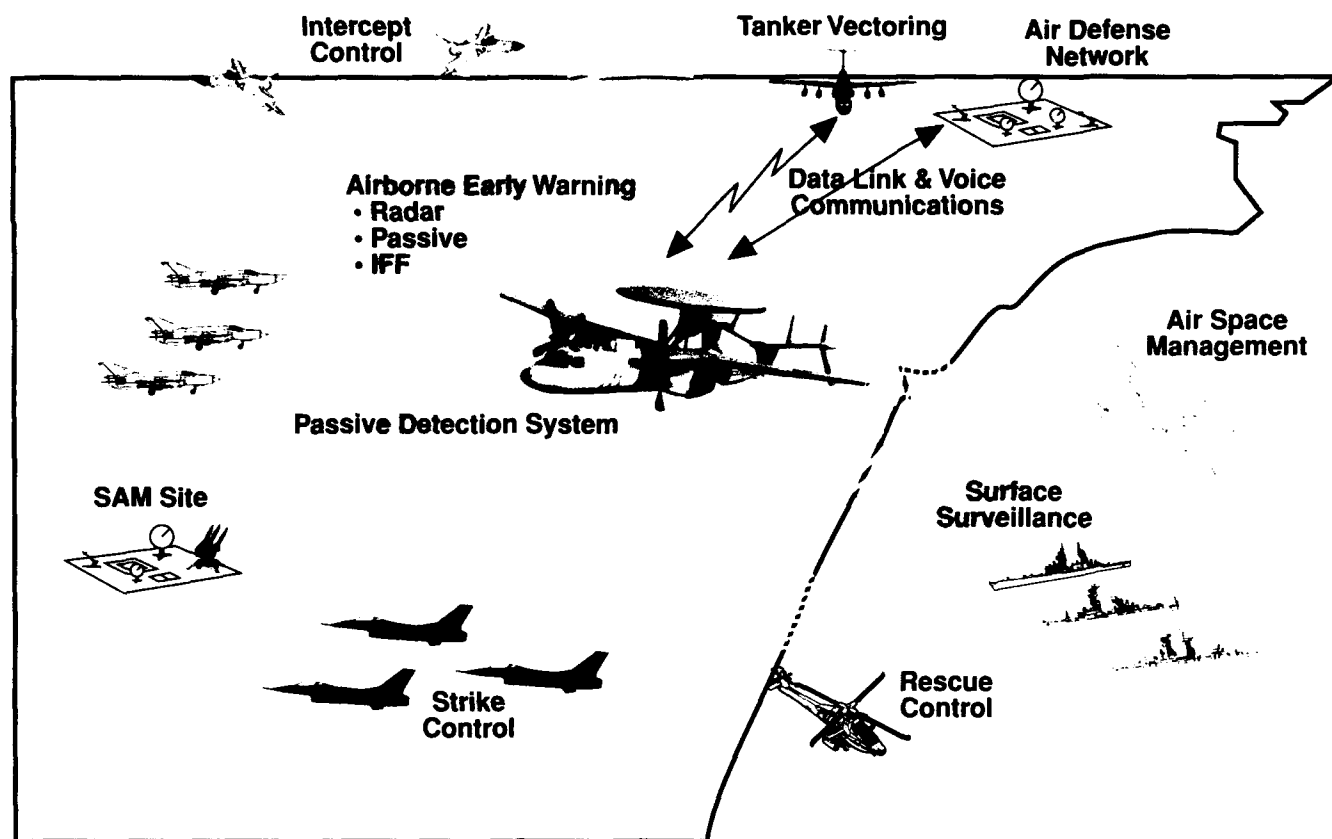 Intercept
Control
Tanker Vectoring
Air Defense
Network
Airborne Early Warning
• Radar
• Passive
• IFF
Data Link & Voice
Communications
Air Space
Management
Passive Detection System
SAM Site
Surface
Surveillance
Strike
Control
Rescue
Control